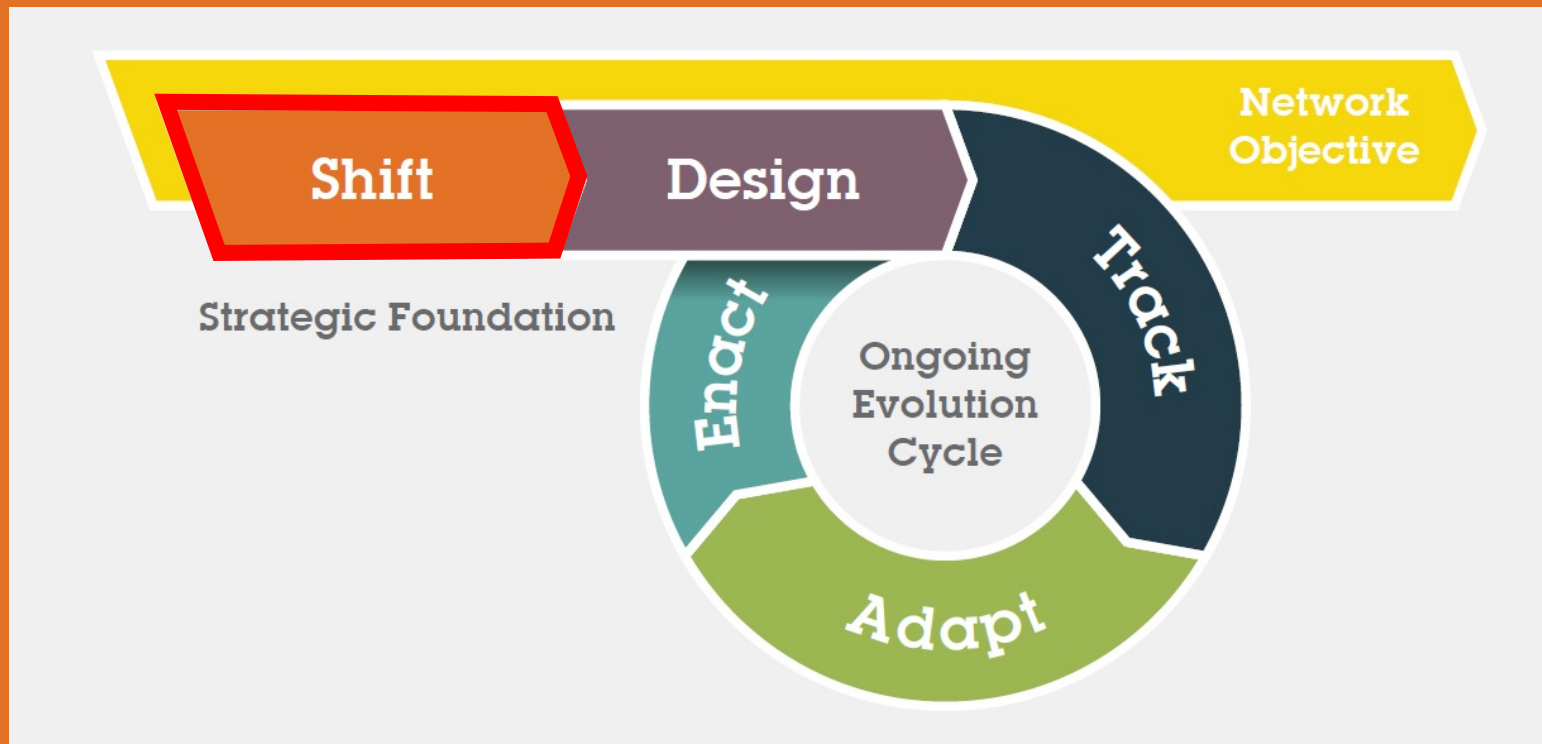 Network
Objective
Shift
Design
Track
Strategic Foundation
Enact
Ongoing
Evolution
Cycle
Adapt